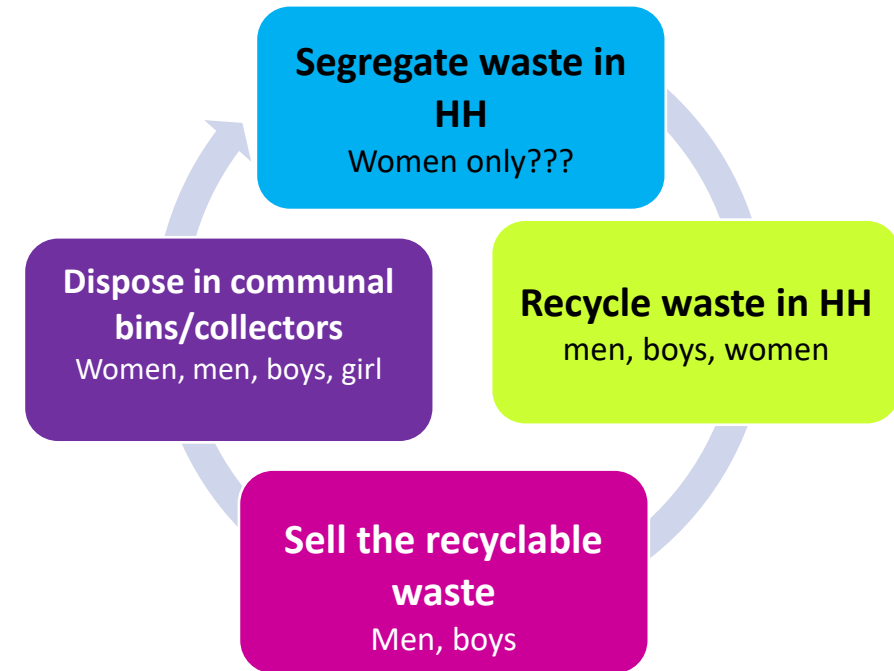 Segregate waste in
HH
Women only???
Recycle waste in HH
men, boys, women
Sell the recyclable
waste
Men, boys
Dispose in communal
bins/collectors
Women, men, boys, girl